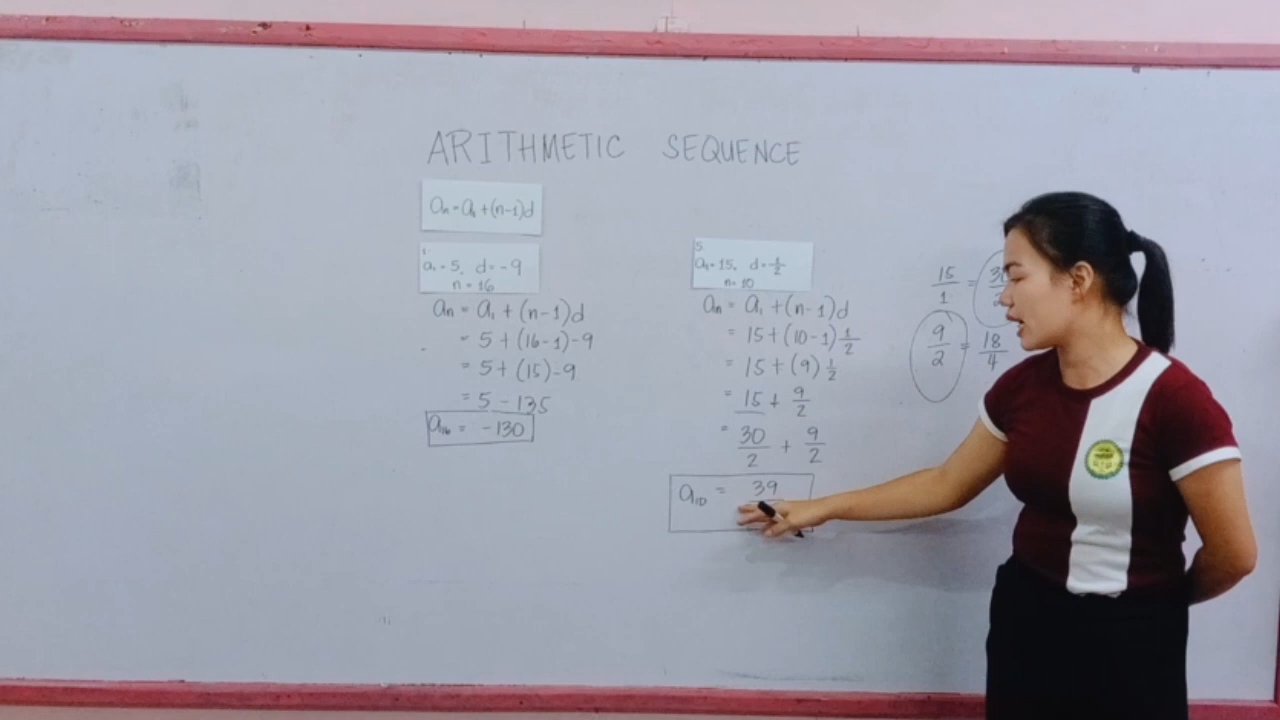 ARITHMETIC SEQUENCE
aₙ = a₁ + (n-1)d
1.
a₁ = 5, d = -9
n = 16
aₙ = a₁ + (n-1)d
= 5 + (16-1)-9
= 5 + (15)-9
= 5 - 135
a₁₆ = -130
5.
a₁ = 15, d = 1/2
n = 10
aₙ = a₁ + (n-1)d
= 15 + (10-1) 1/2
= 15 + (9) 1/2
= 15 + 9/2
= 30/2 + 9/2
a₁₀ = 39
15/1 =
9/2 = 18/4